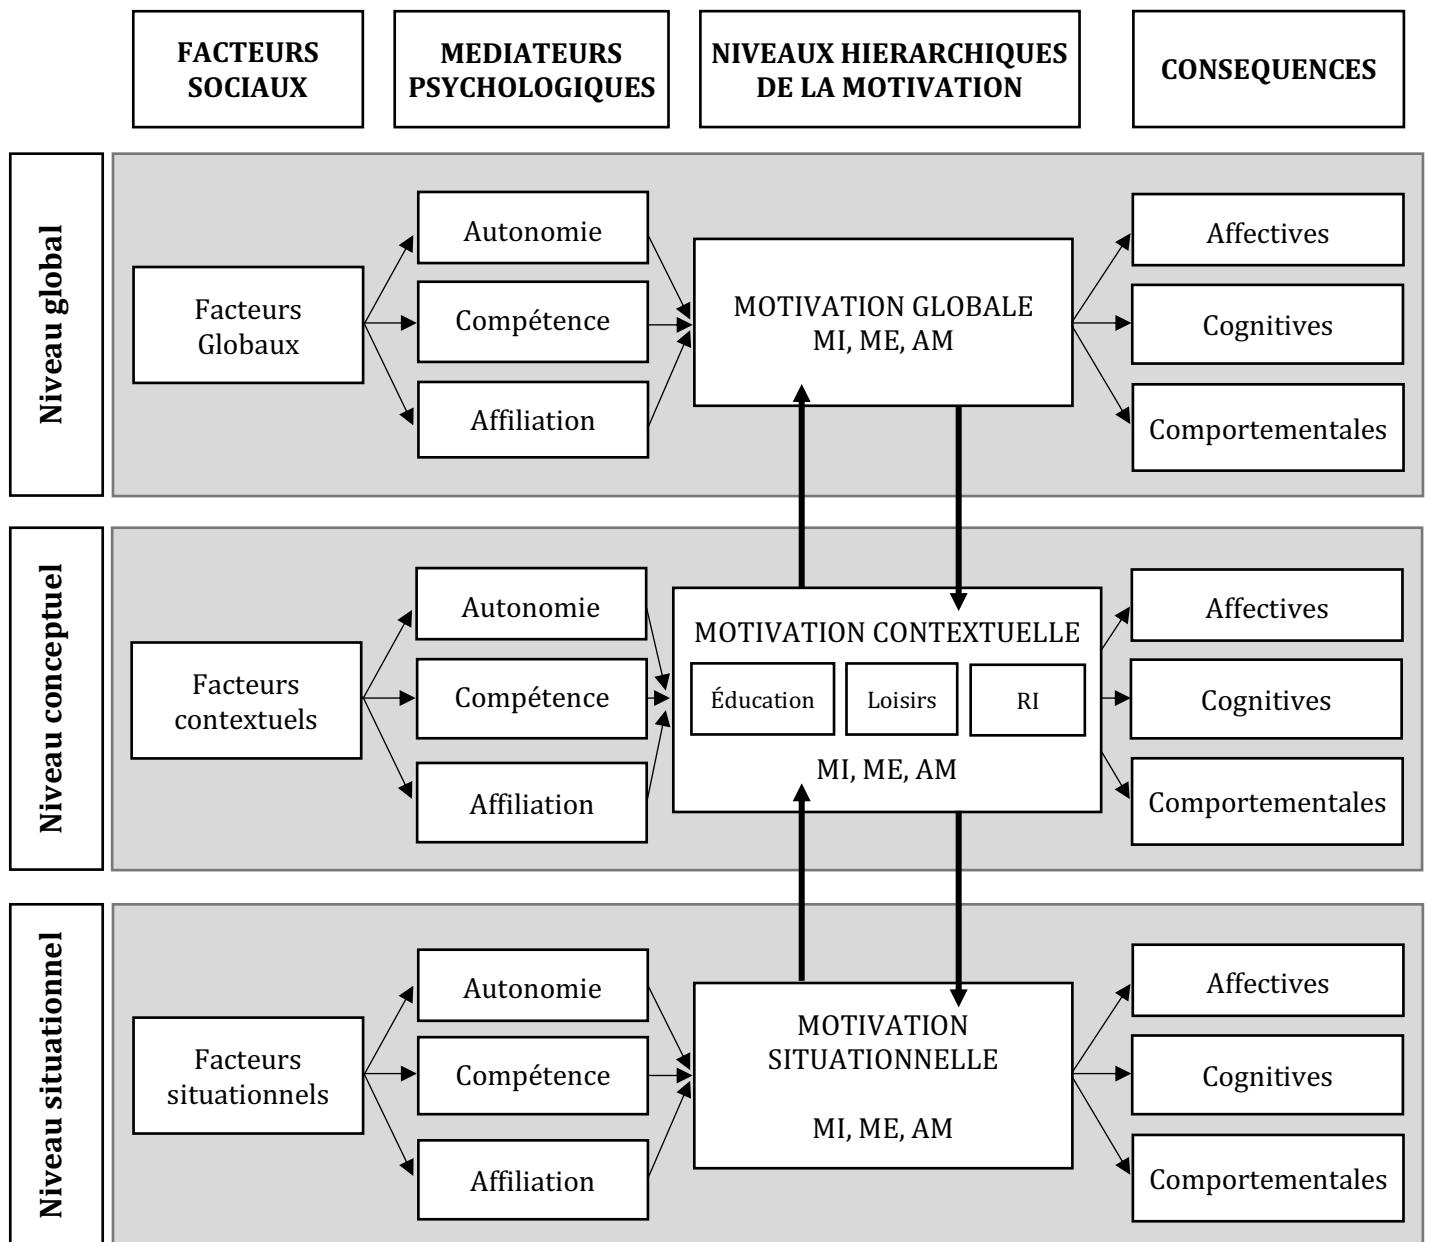 FACTEURS
SOCIAUX
MEDIATEURS
PSYCHOLOGIQUES
NIVEAUX HIERARCHIQUES
DE LA MOTIVATION
CONSEQUENCES
Niveau global
Facteurs
Globaux
Autonomie
Compétence
Affiliation
MOTIVATION GLOBALE
MI, ME, AM
Affectives
Cognitives
Comportementales
Niveau conceptuel
Facteurs
contextuels
Autonomie
Compétence
Affiliation
MOTIVATION CONTEXTUELLE
Éducation
Loisirs
RI
MI, ME, AM
Affectives
Cognitives
Comportementales
Niveau situationnel
Facteurs
situationnels
Autonomie
Compétence
Affiliation
MOTIVATION
SITUATIONNELLE
MI, ME, AM
Affectives
Cognitives
Comportementales